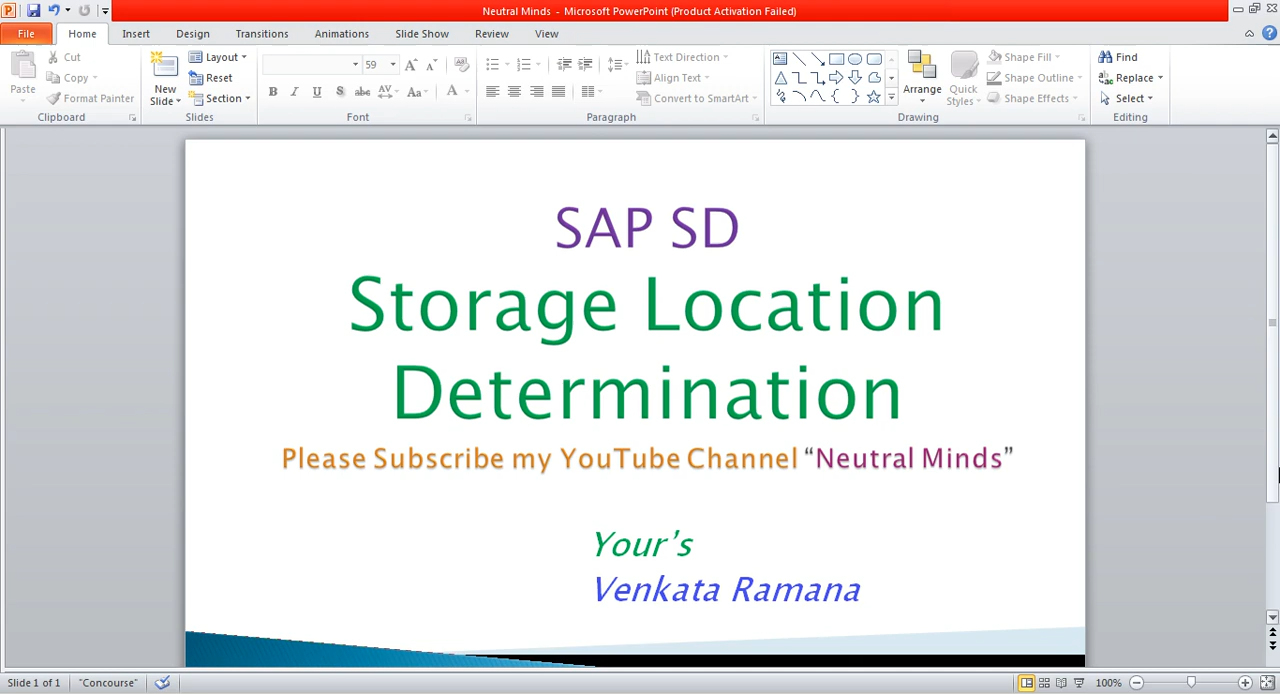 Neutral Minds - Microsoft PowerPoint (Product Activation Failed)
File Home Insert Design Transitions Animations Slide Show Review View
Paste
Cut
Copy
Format Painter
Clipboard
New Slide
Layout
Reset
Section
Slides
59
B I U S abc AV Aa A
Font
Text Direction
Align Text
Convert to SmartArt
Paragraph
Arrange
Quick Styles
Shape Fill
Shape Outline
Shape Effects
Drawing
Find
Replace
Select
Editing
SAP SD
Storage Location
Determination
Please Subscribe my YouTube Channel “Neutral Minds”
Your’s
Venkata Ramana
Slide 1 of 1 "Concourse" 100%